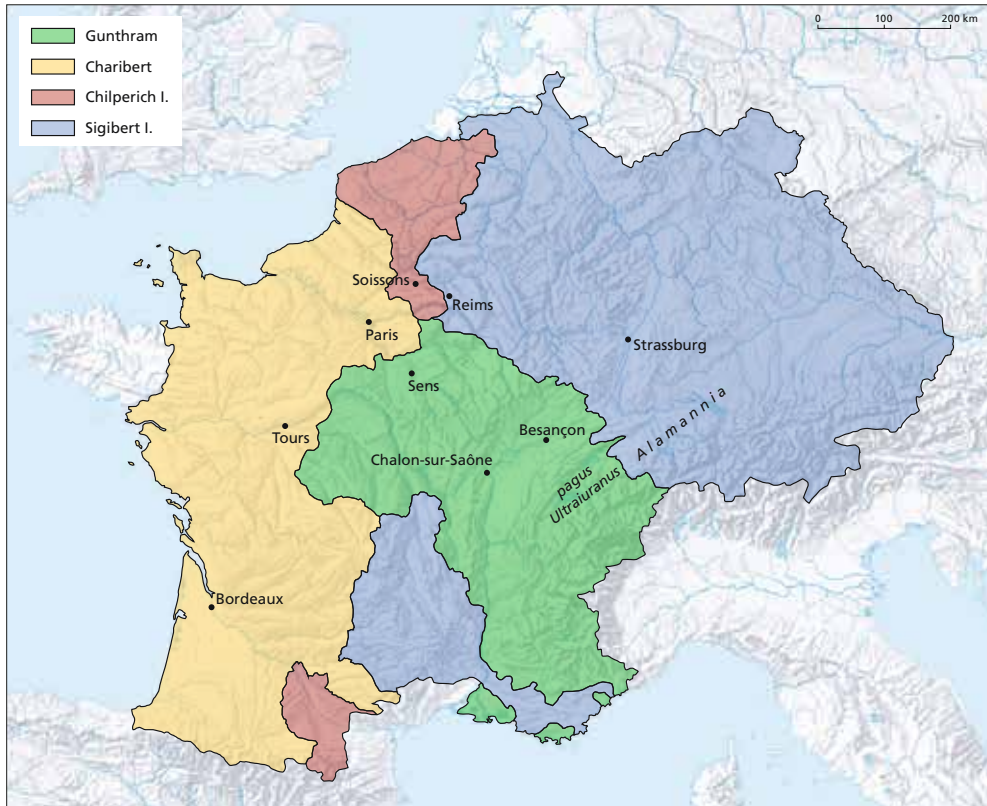 Gunthram
Charibert
Chilperich I.
Sigibert I.
0 100 200 km
Soissons
Reims
Paris
Strassburg
Sens
Alamannia
Besançon
Tours
Chalon-sur-Saône
pagus
Ultraiuranus
Bordeaux